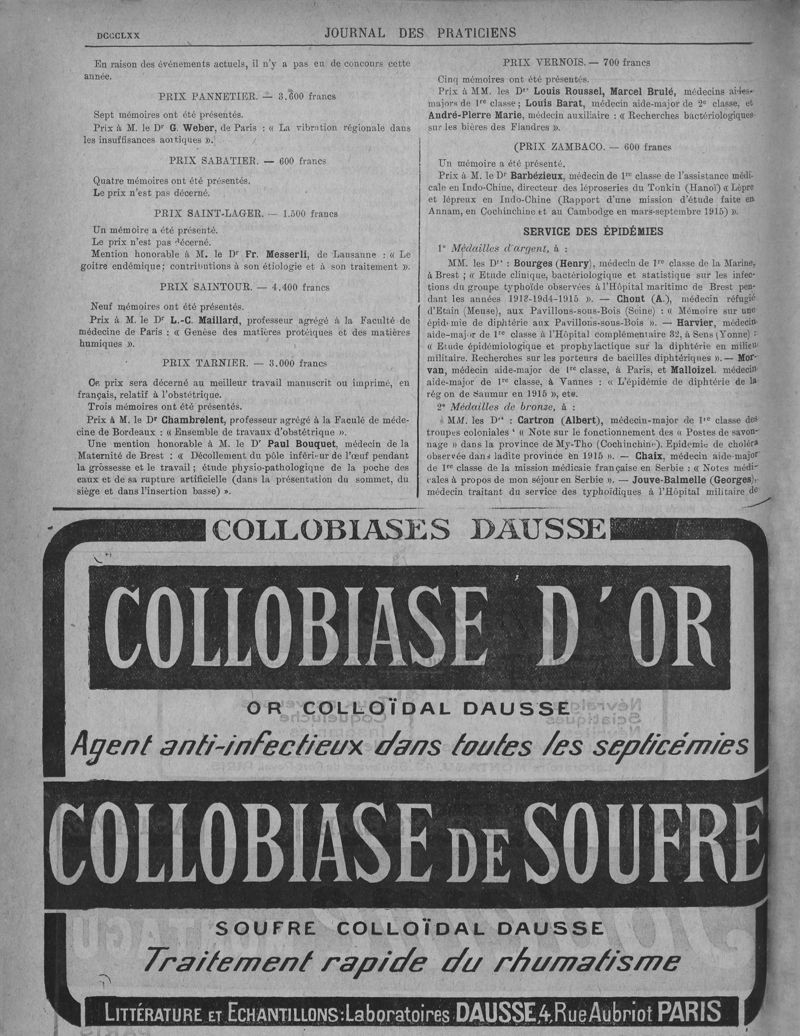 DCCCLXX
JOURNAL DES PRATICIENS
En raison des événements actuels, il n'y a pas eu de concours cette
année.
PRIX PANNETIER. — 3.600 francs
Sept mémoires ont été présentés.
Prix à M. le Dr G. Weber, de Paris : « La vibration régionale dans
les insuffisances aortiques ».
PRIX SABATIER. — 600 francs
Quatre mémoires ont été présentés.
Le prix n'est pas décerné.
PRIX SAINT-LAGER. — 1.500 francs
Un mémoire a été présenté.
Le prix n'est pas décerné.
Mention honorable à M. le Dr Fr. Messerli, de Lausanne : « Le
goitre endémique; contributions à son étiologie et à son traitement ».
PRIX SAINTOUR. — 4.400 francs
Neuf mémoires ont été présentés.
Prix à M. le Dr L.-C. Maillard, professeur agrégé à la Faculté de
médecine de Paris : « Genèse des matières protéiques et des matières
humiques ».
PRIX TARNIER. — 3.000 francs
Ce prix sera décerné au meilleur travail manuscrit ou imprimé, en
français, relatif à l'obstétrique.
Trois mémoires ont été présentés.
Prix à M. le Dr Chambrelent, professeur agrégé à la Faculé de méde-
cine de Bordeaux : « Ensemble de travaux d'obstétrique ».
Une mention honorable à M. le Dr Paul Bouquet, médecin de la
Maternité de Brest : « Décollement du pôle inférieur de l'œuf pendant
la grossesse et le travail ; étude physio-pathologique de la poche des
eaux et de sa rupture artificielle (dans la présentation du sommet, du
siège et dans l'insertion basse) ».
PRIX VERNOIS. — 700 francs
Cinq mémoires ont été présentés.
Prix à MM. les Drs Louis Roussel, Marcel Brulé, médecins aides-
majors de 1re classe ; Louis Barat, médecin aide-major de 2e classe, et
André-Pierre Marie, médecin auxiliaire : « Recherches bactériologiques
sur les bières des Flandres ».
(PRIX ZAMBACO. — 600 francs
Un mémoire a été présenté.
Prix à M. le Dr Barbézieux, médecin de 1re classe de l'assistance médi-
cale en Indo-Chine, directeur des léproseries du Tonkin (Hanoï) « Lèpre
et lépreux en Indo-Chine (Rapport d'une mission d'étude faite en
Annam, en Cochinchine et au Cambodge en mars-septembre 1915) ».
SERVICE DES ÉPIDÉMIES
1° Médailles d'argent, à :
MM. les Drs : Bourges (Henry), médecin de 1re classe de la Marine,
à Brest ; « Etude clinique, bactériologique et statistique sur les infec-
tions du groupe typhoïde observées à l'Hôpital maritime de Brest pen-
dant les années 1913-19d4-1915 ». — Chont (A.), médecin réfugié
d'Etain (Meuse), aux Pavillons-sous-Bois (Seine) : « Mémoire sur une
épidémie de diphtérie aux Pavillons-sous-Bois ». — Harvier, médecin
aide-major de 1re classe à l'Hôpital complémentaire 32, à Sens (Yonne) :
« Etude épidémiologique et prophylactique sur la diphtérie en milieu
militaire. Recherches sur les porteurs de bacilles diphtériques ». — Mor-
van, médecin aide-major de 1re classe, à Paris, et Malloizel, médecin
aide-major de 1re classe, à Vannes : « L'épidémie de diphtérie de la
région de Saumur en 1915 », ets.
2° Médailles de bronze, à :
MM. les Drs : Cartron (Albert), médecin-major de 1re classe des
troupes coloniales ' « Note sur le fonctionnement des « Postes de savon-
nage » dans la province de My-Tho (Cochinchine). Epidemie de choléra
observée dans ladite province en 1915 ». — Chaix, médecin aide-major
de 1re classe de la mission médicale française en Serbie : « Notes médi-
cales à propos de mon séjour en Serbie ». — Jouve-Balmelle (Georges),
médecin traitant du service des typhoïdiques à l'Hôpital militaire de
COLLOBIASES DAUSSE
COLLOBIASE D'OR
OR COLLOÏDAL DAUSSE
Agent anti-infectieux dans toutes les septicémies
COLLOBIASE DE SOUFRE
SOUFRE COLLOÏDAL DAUSSE
Traitement rapide du rhumatisme
LITTÉRATURE ET ECHANTILLONS: Laboratoires DAUSSE, 4, Rue Aubriot PARIS